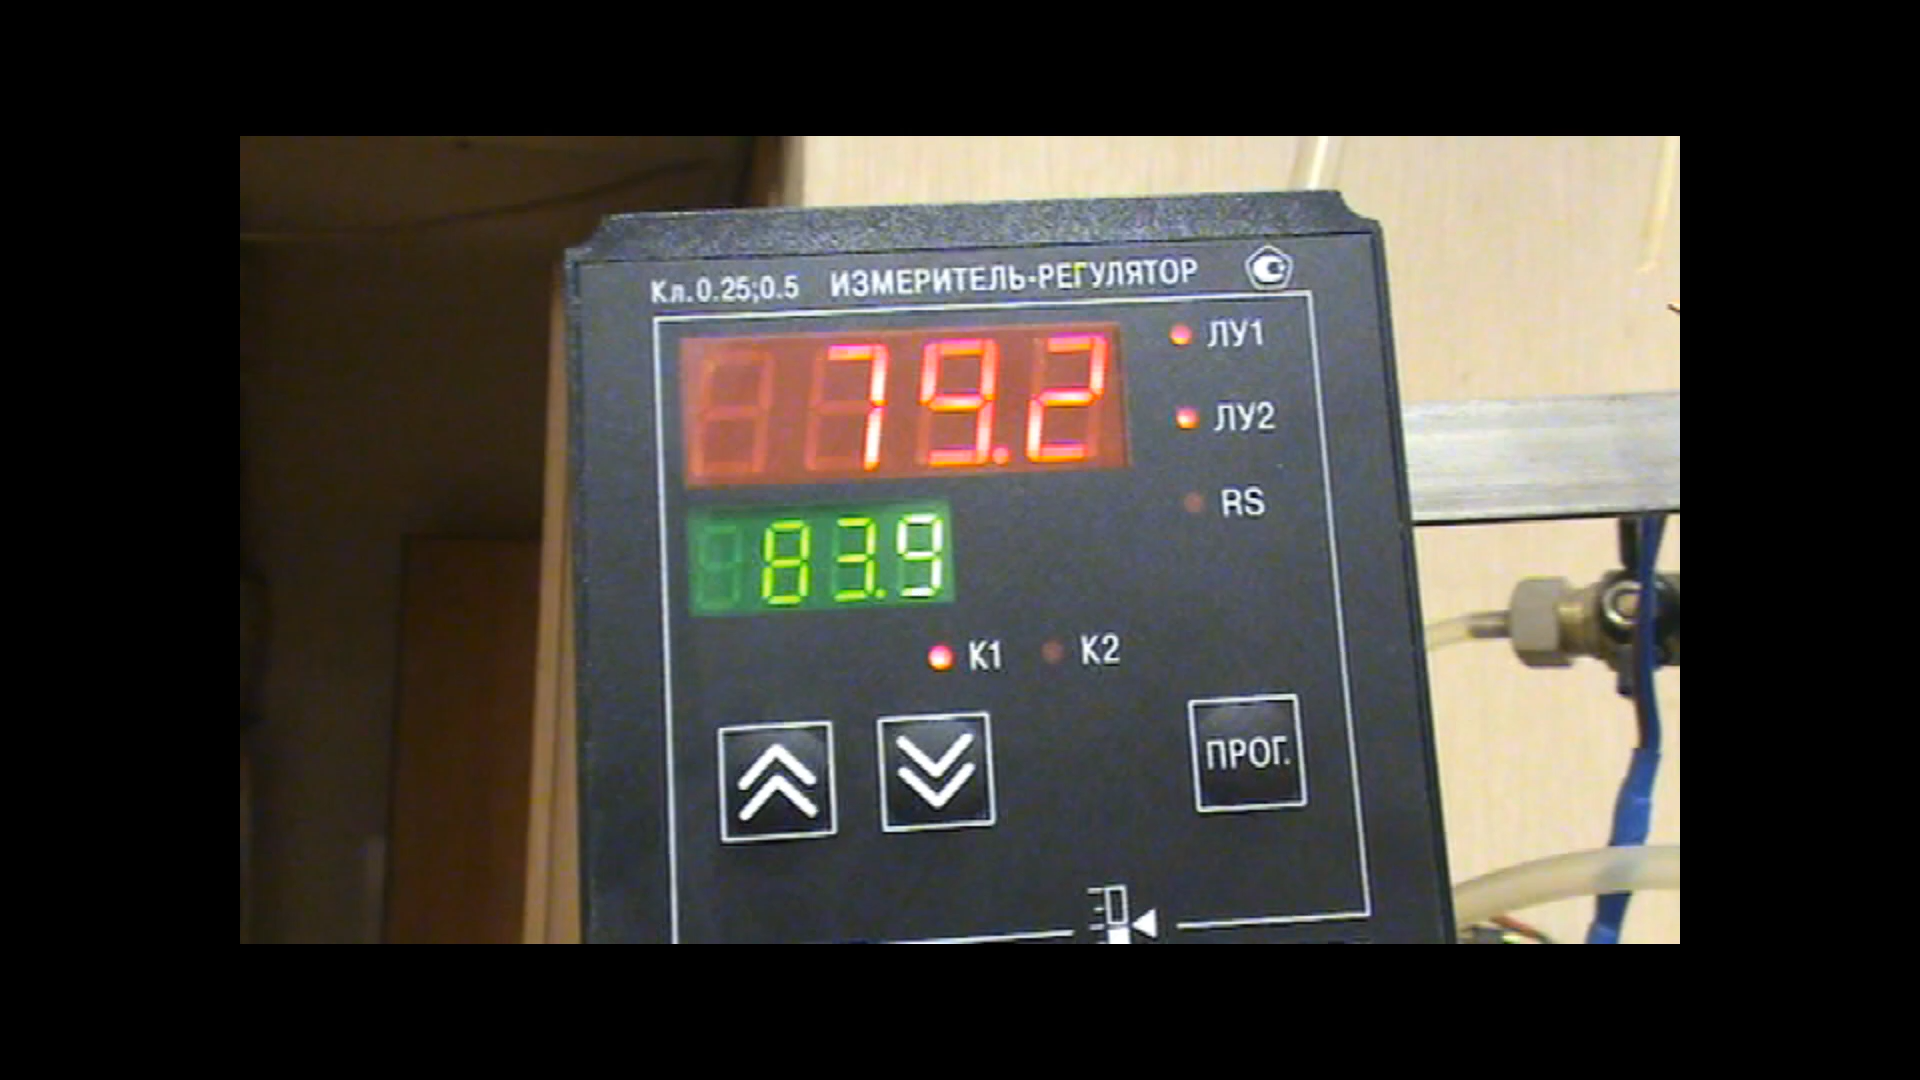 Кл.0.25;0.5 ИЗМЕРИТЕЛЬ-РЕГУЛЯТОР
79.2
ЛУ1
ЛУ2
RS
83.9
К1 К2
ПРОГ.